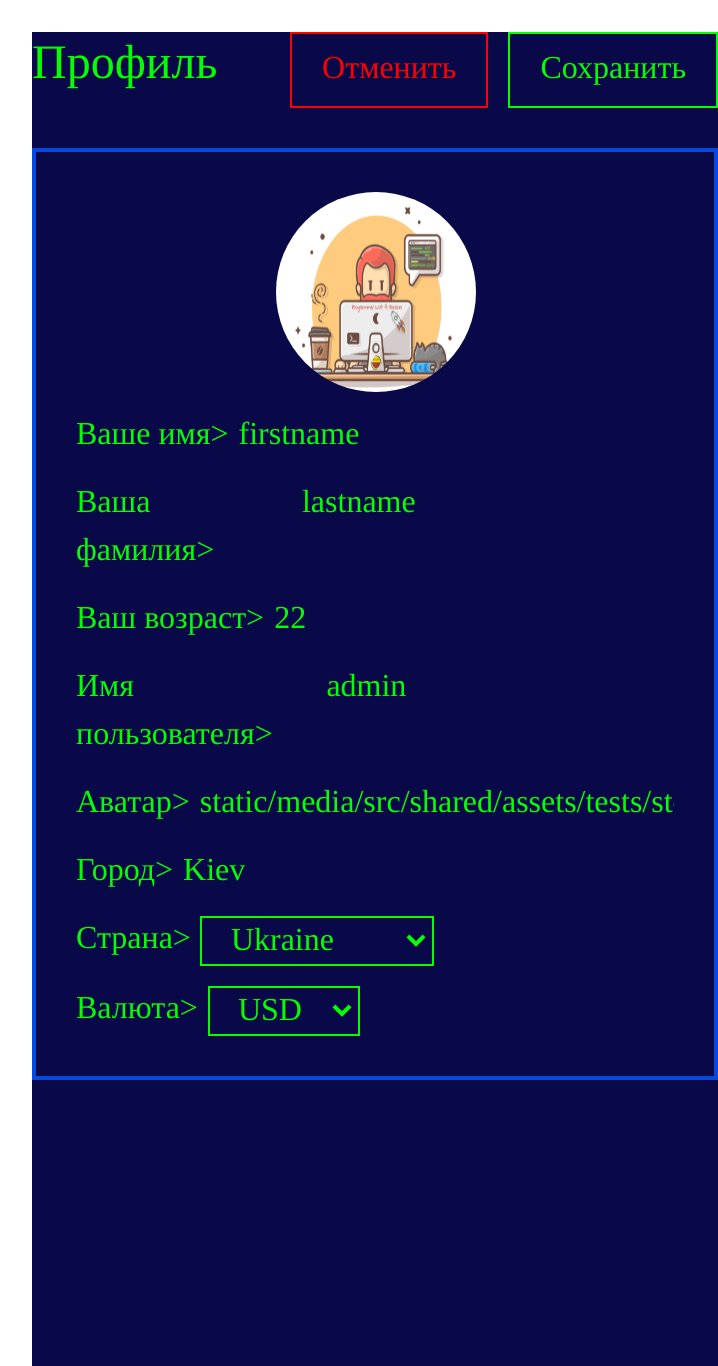 Профиль Отменить Сохранить
Ваше имя> firstname
Ваша lastname
фамилия>
Ваш возраст> 22
Имя admin
пользователя>
Аватар> static/media/src/shared/assets/tests/st
Город> Kiev
Страна> Ukraine
Валюта> USD